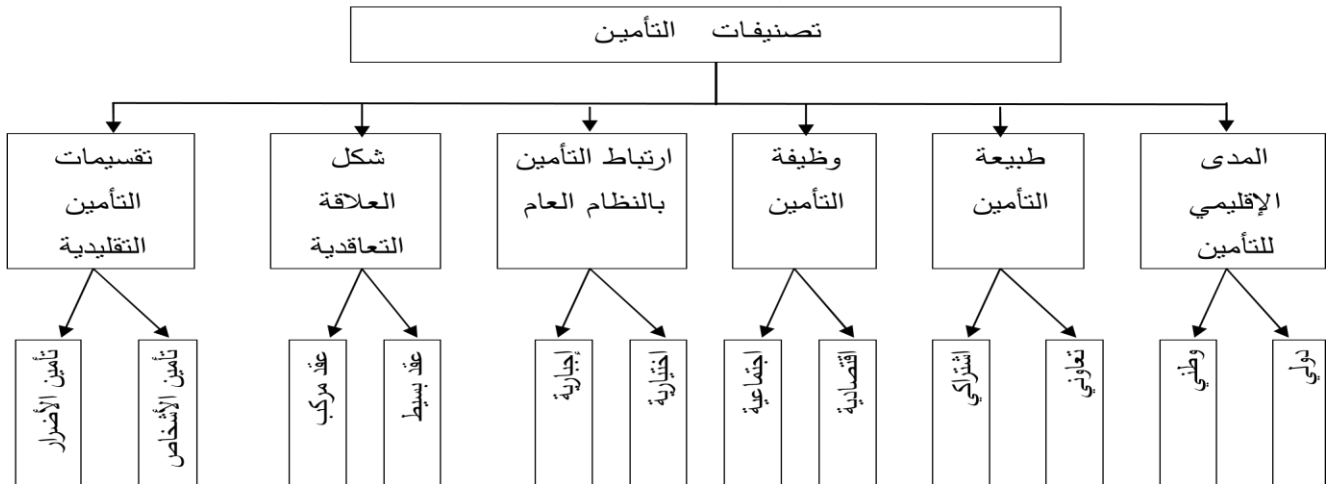 تصنيفات التأمين
المدى
الإقليمي
للتأمين
طبيعة
التأمين
وظيفة
التأمين
ارتباط التأمين
بالنظام العام
شكل
العلاقة
التعاقدية
تقسيمات
التأمين
التقليدية
دولي
وطني
تعاوني
اشتراكي
اقتصادية
اجتماعية
اختيارية
إجبارية
عقد بسيط
عقد مركب
تأمين الأشخاص
تأمين الأضرار